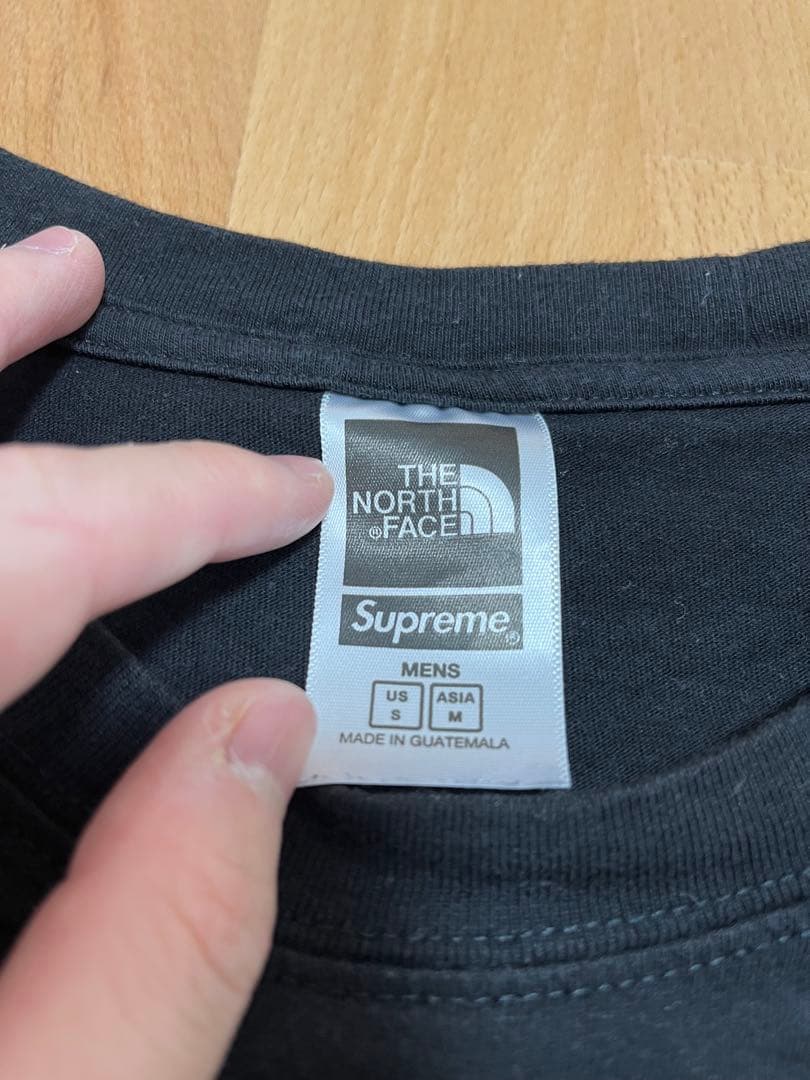 THE
NORTH
®FACE
Supreme®
MENS
US ASIA
S M
MADE IN GUATEMALA